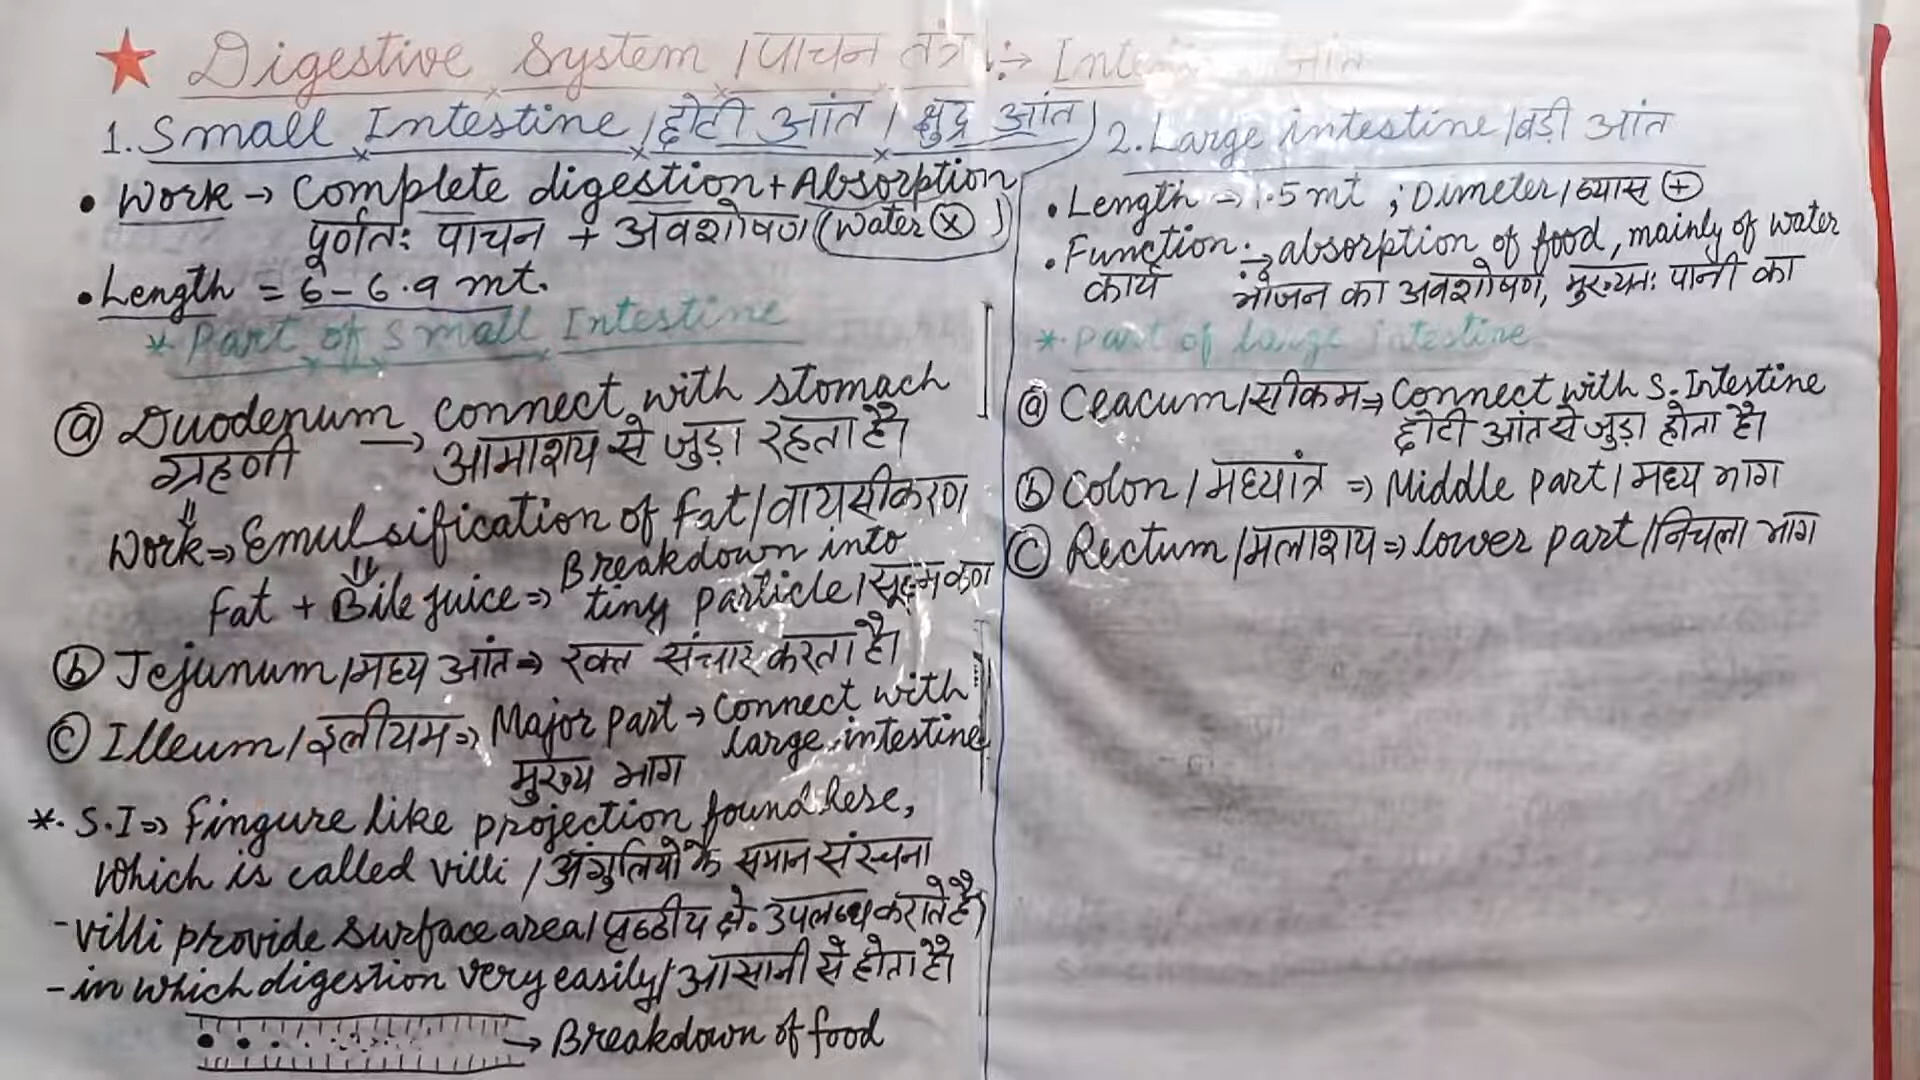 Digestive System / पाचन तंत्र :→
1. Small Intestine / छोटी आंत / क्षुद्र आंत
• Work → Complete digestion + Absorption
पूर्णतः पाचन + अवशोषण (Water ⊗)
• Length = 6 - 6.9 mt.
* Part of Small Intestine
ⓐ Duodenum connect with stomach
ग्रहणी → आमाशय से जुड़ा रहता है।
Work ⇒ Emulsification of fat / वायसीकरण
Fat + Bile juice ⇒ Breakdown into
tiny particle / सूक्ष्म कण
ⓑ Jejunum / मध्य आंत ⇒ रक्त संचार करता है।
ⓒ Illeum / इलीयम ⇒ Major part → Connect with
मुख्य भाग large intestine
*. S.I ⇒ Fingure like projection found here,
which is called villi / अंगुलियो के समान संरचना
- villi provide surface area / पृष्ठीय क्षे॰ उपलब्ध कराते है)
- in which digestion very easily / आसानी से होता है।
→ Breakdown of food
2. Large intestine / बड़ी आंत
• Length → 1.5 mt ; Dimeter / व्यास ⊕
• Function :→ absorption of food, mainly of water
कार्य भोजन का अवशोषण, मुख्यतः पानी का
*. part of large intestine
ⓐ Ceacum / सीकम ⇒ Connect with S. Intestine
छोटी आंत से जुड़ा होता है।
ⓑ Colon / मध्यांत्र ⇒ Middle part / मध्य भाग
ⓒ Rectum / मलाशय ⇒ lower part / निचला भाग